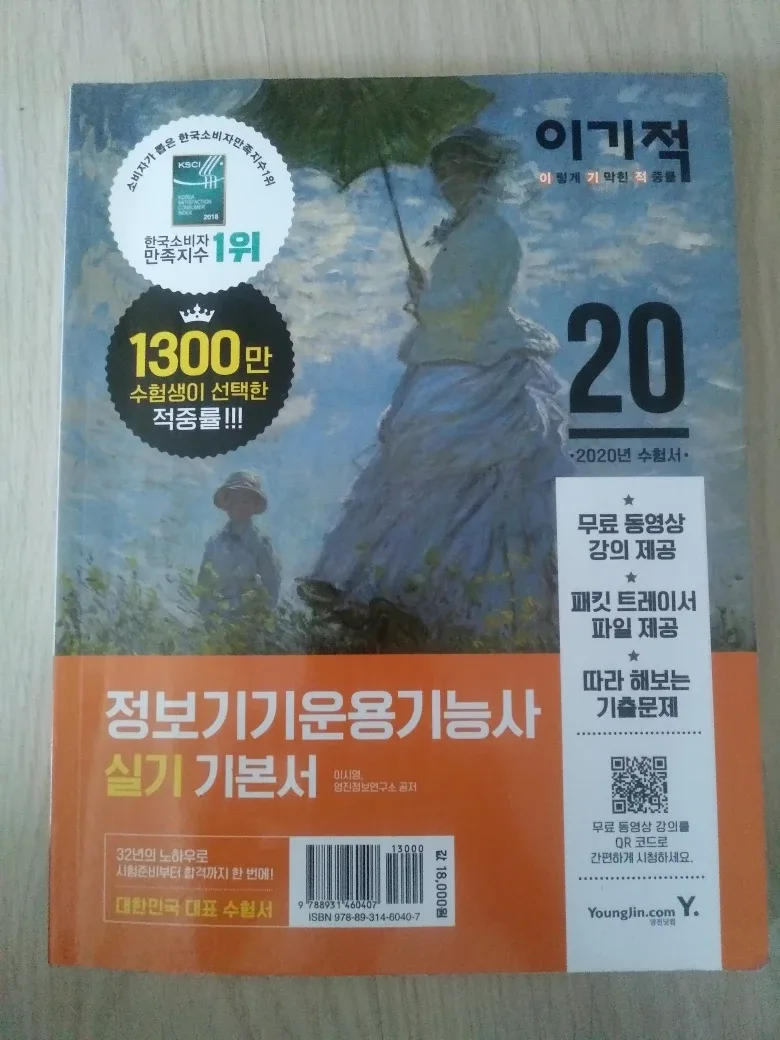 소비자가 뽑은 한국소비자만족지수1위
KSCI
KOREA
SATISFACTION
CONSUMER
INDEX
2018
한국소비자
만족지수 1위
1300만
수험생이 선택한
적중률!!!
이기적
이렇게 기막힌 적중률
20
·2020년 수험서·
무료 동영상
강의 제공
패킷 트레이서
파일 제공
따라 해보는
기출문제
정보기기운용기능사
실기 기본서
이시영,
영진정보연구소 공저
무료 동영상 강의를
QR 코드로
간편하게 시청하세요.
32년의 노하우로
시험준비부터 합격까지 한 번에!
대한민국 대표 수험서
13000
9 788931 460407
ISBN 978-89-314-6040-7
값 18,000원
YoungJin.com Y.
영진닷컴